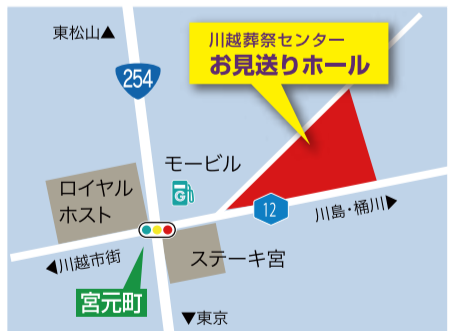 東松山▲
254
川越葬祭センター
お見送りホール
モービル
G
ロイヤル
ホスト
12
川島・桶川▶
ステーキ宮
◀川越市街
宮元町
▼東京